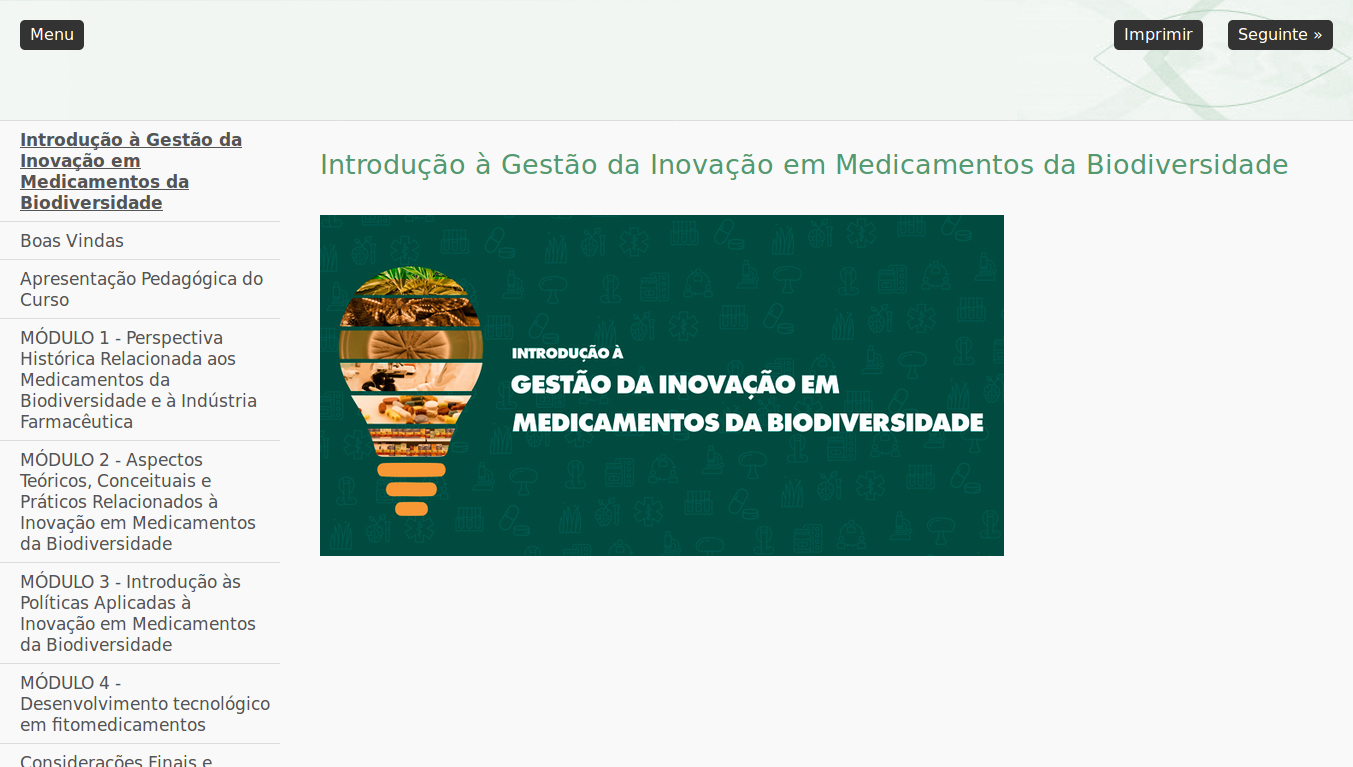 Menu
Imprimir
Seguinte »
Introdução à Gestão da
Inovação em
Medicamentos da
Biodiversidade
Boas Vindas
Apresentação Pedagógica do
Curso
MÓDULO 1 - Perspectiva
Histórica Relacionada aos
Medicamentos da
Biodiversidade e à Indústria
Farmacêutica
MÓDULO 2 - Aspectos
Teóricos, Conceituais e
Práticos Relacionados à
Inovação em Medicamentos
da Biodiversidade
MÓDULO 3 - Introdução às
Políticas Aplicadas à
Inovação em Medicamentos
da Biodiversidade
MÓDULO 4 -
Desenvolvimento tecnológico
em fitomedicamentos
Considerações Finais e
Introdução à Gestão da Inovação em Medicamentos da Biodiversidade
INTRODUÇÃO À
GESTÃO DA INOVAÇÃO EM
MEDICAMENTOS DA BIODIVERSIDADE